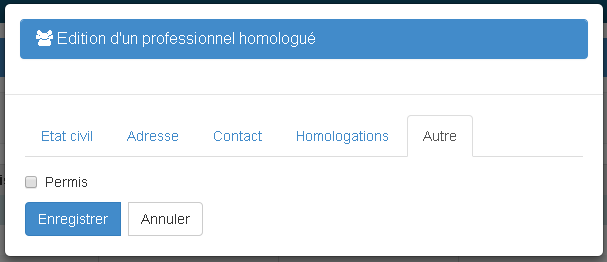 Edition d'un professionnel homologué
Etat civil Adresse Contact Homologations Autre
Permis
Enregistrer Annuler